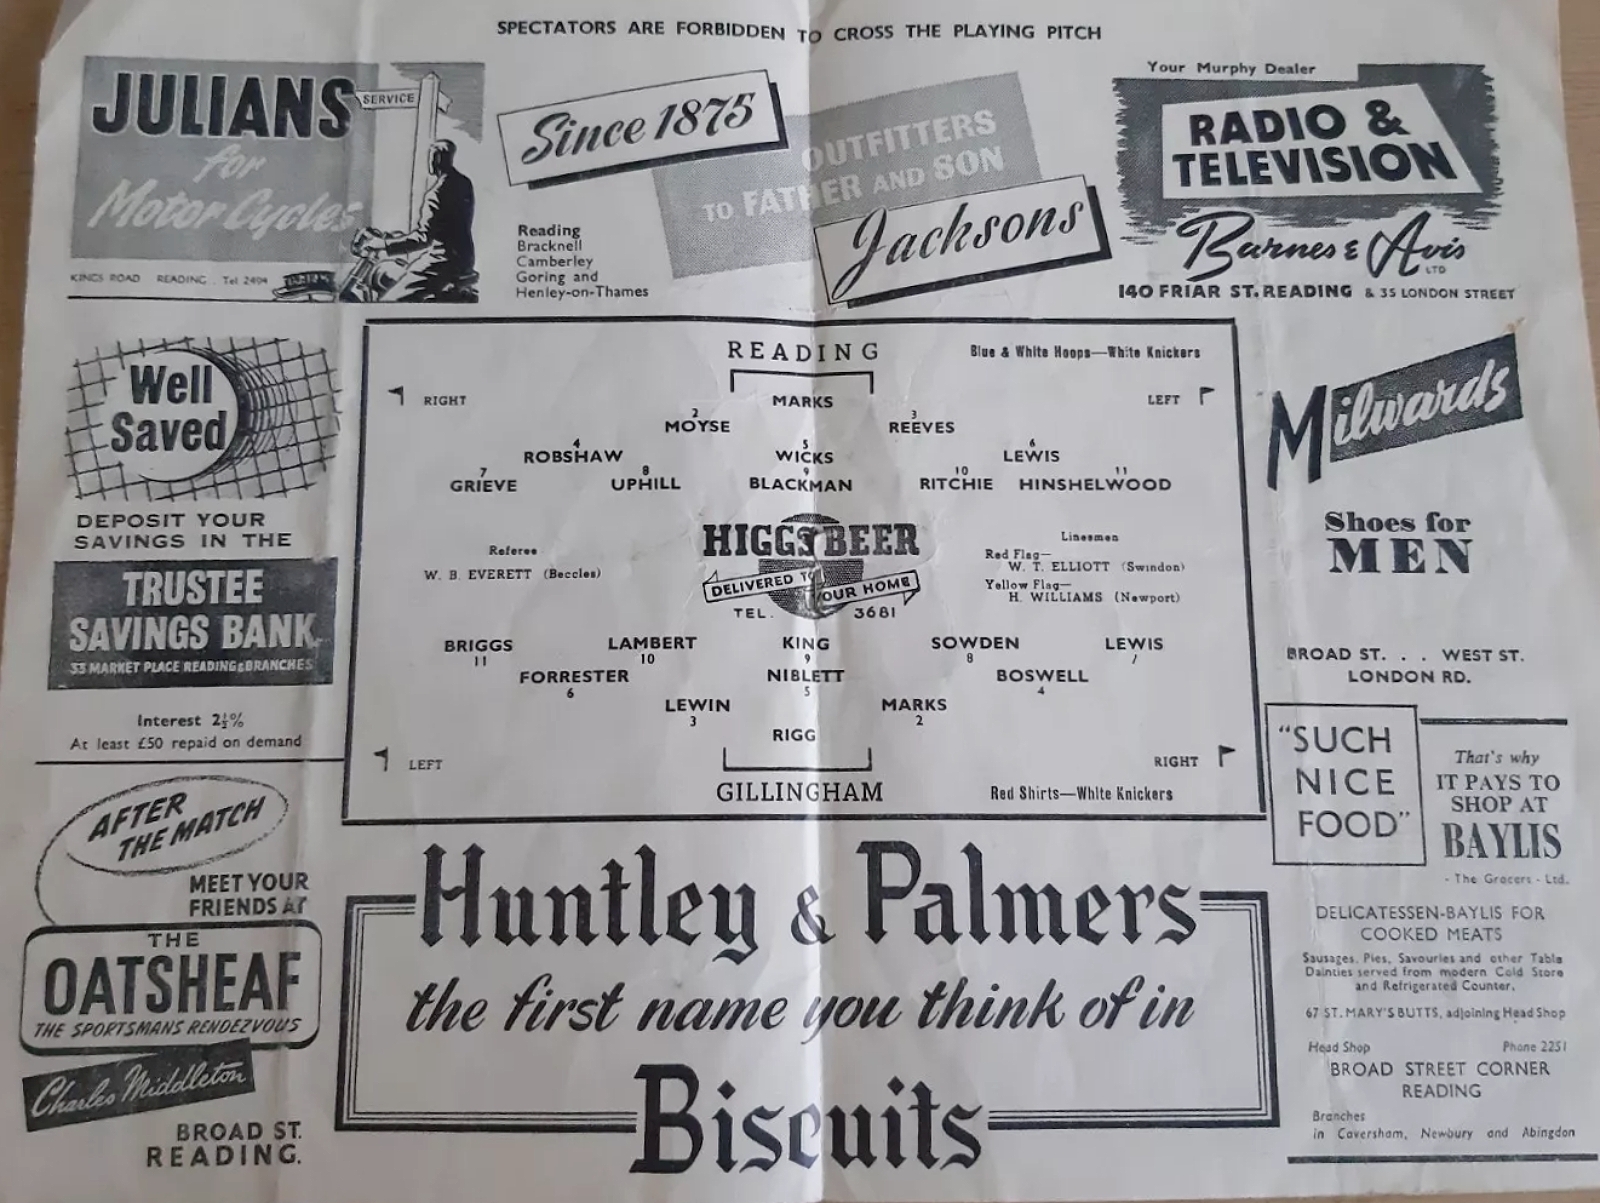 SPECTATORS ARE FORBIDDEN TO CROSS THE PLAYING PITCH
JULIANS
for
Motor Cycles
SERVICE
KINGS ROAD READING . Tel 2494
Since 1875
OUTFITTERS
TO FATHER AND SON
Jacksons
Reading
Bracknell
Camberley
Goring and
Henley-on-Thames
Your Murphy Dealer
RADIO &
TELEVISION
Barnes & Avis
LTD
140 FRIAR ST. READING & 35 LONDON STREET
Well
Saved
DEPOSIT YOUR
SAVINGS IN THE
TRUSTEE
SAVINGS BANK
33 MARKET PLACE READING & BRANCHES
Interest 2½%
At least £50 repaid on demand
AFTER
THE MATCH
MEET YOUR
FRIENDS AT
THE
OATSHEAF
THE SPORTSMANS RENDEZVOUS
Charles Middleton
BROAD ST.
READING.
READING
Blue & White Hoops—White Knickers
RIGHT
LEFT
MARKS
2 3
MOYSE REEVES
4 5 6
ROBSHAW WICKS LEWIS
7 8 9 10 11
GRIEVE UPHILL BLACKMAN RITCHIE HINSHELWOOD
HIGGS BEER
DELIVERED TO YOUR HOME
TEL. 3681
Referee
W. B. EVERETT (Beccles)
Linesmen
Red Flag—
W. T. ELLIOTT (Swindon)
Yellow Flag—
H. WILLIAMS (Newport)
BRIGGS LAMBERT KING SOWDEN LEWIS
11 10 9 8 7
FORRESTER NIBLETT BOSWELL
6 5 4
LEWIN MARKS
3 2
RIGG
LEFT
RIGHT
GILLINGHAM
Red Shirts—White Knickers
Huntley & Palmers
the first name you think of in
Biscuits
Milwards
Shoes for
MEN
BROAD ST. . . WEST ST.
LONDON RD.
"SUCH
NICE
FOOD"
That's why
IT PAYS TO
SHOP AT
BAYLIS
- The Grocers - Ltd.
DELICATESSEN-BAYLIS FOR
COOKED MEATS
Sausages, Pies, Savouries and other Table
Dainties served from modern Cold Store
and Refrigerated Counter.
67 ST. MARY'S BUTTS, adjoining Head Shop
Head Shop Phone 2251
BROAD STREET CORNER
READING
Branches
in Caversham, Newbury and Abingdon